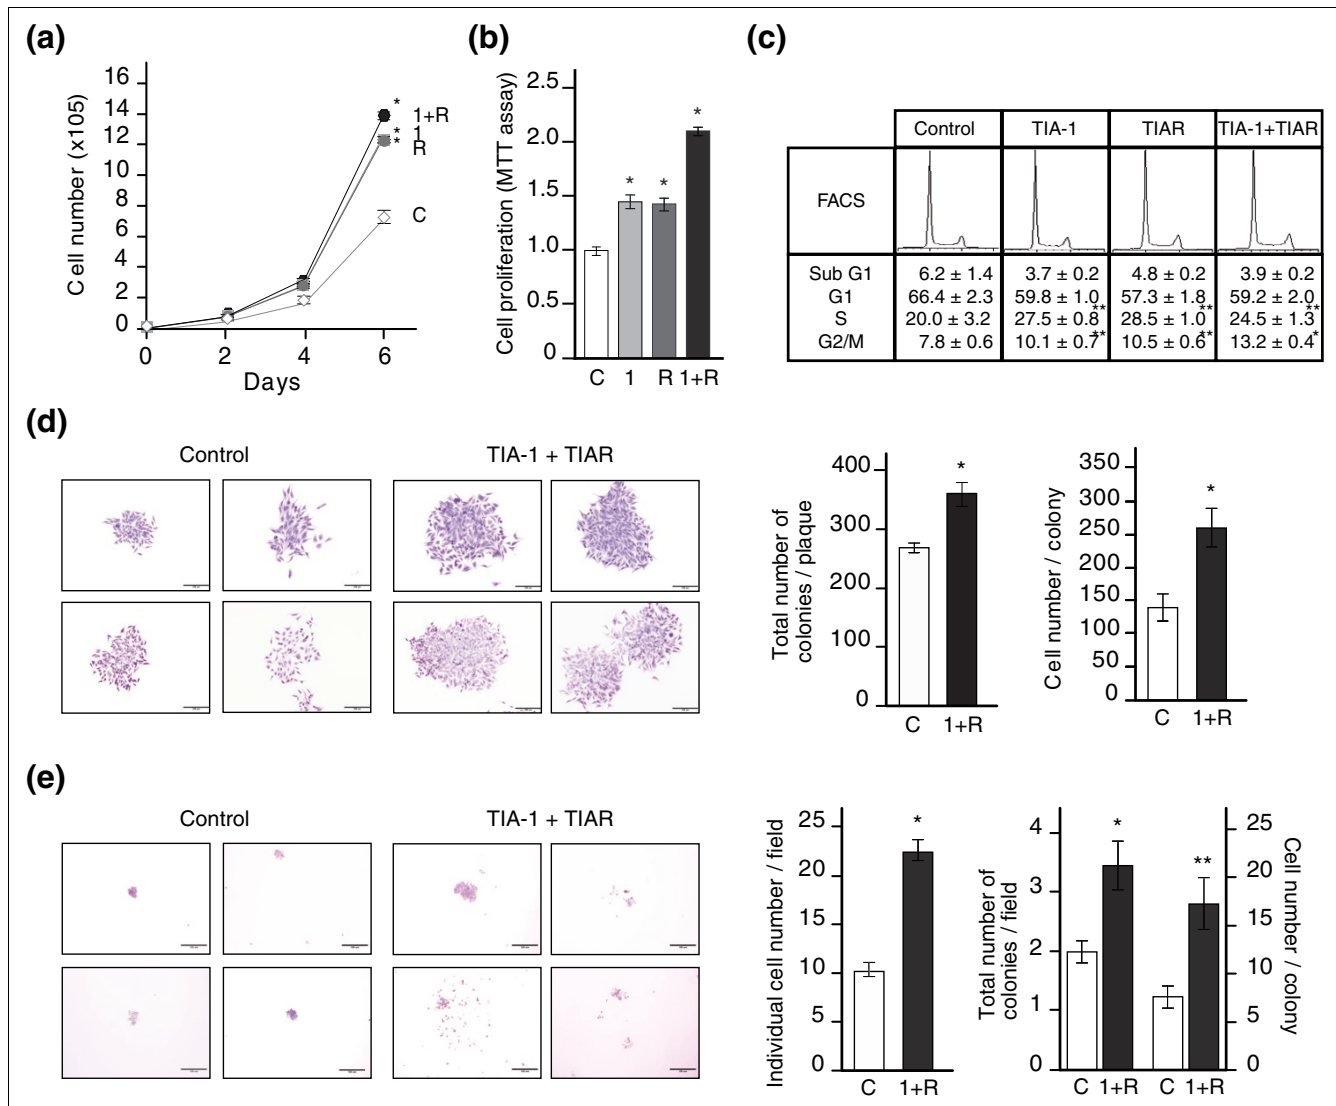 (a)
Cell number (x105)
16
14
12
10
8
6
4
2
0
0 2 4 6
Days
*
1+R
*
1
*
R
C
(b)
Cell proliferation (MTT assay)
2.5
2.0
1.5
1.0
0.5
0
* * *
C 1 R 1+R
(c)
Control TIA-1 TIAR TIA-1+TIAR
FACS
Sub G1 6.2 ± 1.4 3.7 ± 0.2 4.8 ± 0.2 3.9 ± 0.2
G1 66.4 ± 2.3 59.8 ± 1.0 57.3 ± 1.8 59.2 ± 2.0
S 20.0 ± 3.2 27.5 ± 0.8** 28.5 ± 1.0** 24.5 ± 1.3**
G2/M 7.8 ± 0.6 10.1 ± 0.7** 10.5 ± 0.6** 13.2 ± 0.4*
(d)
Control TIA-1 + TIAR
Total number of
colonies / plaque
400
300
200
100
0
*
C 1+R
Cell number / colony
350
300
250
200
150
100
50
0
*
C 1+R
(e)
Control TIA-1 + TIAR
Individual cell number / field
25
20
15
10
5
0
*
C 1+R
Total number of
colonies / field
4
3
2
1
0
* **
C 1+R C 1+R
25
20
15
10
5
0
Cell number / colony